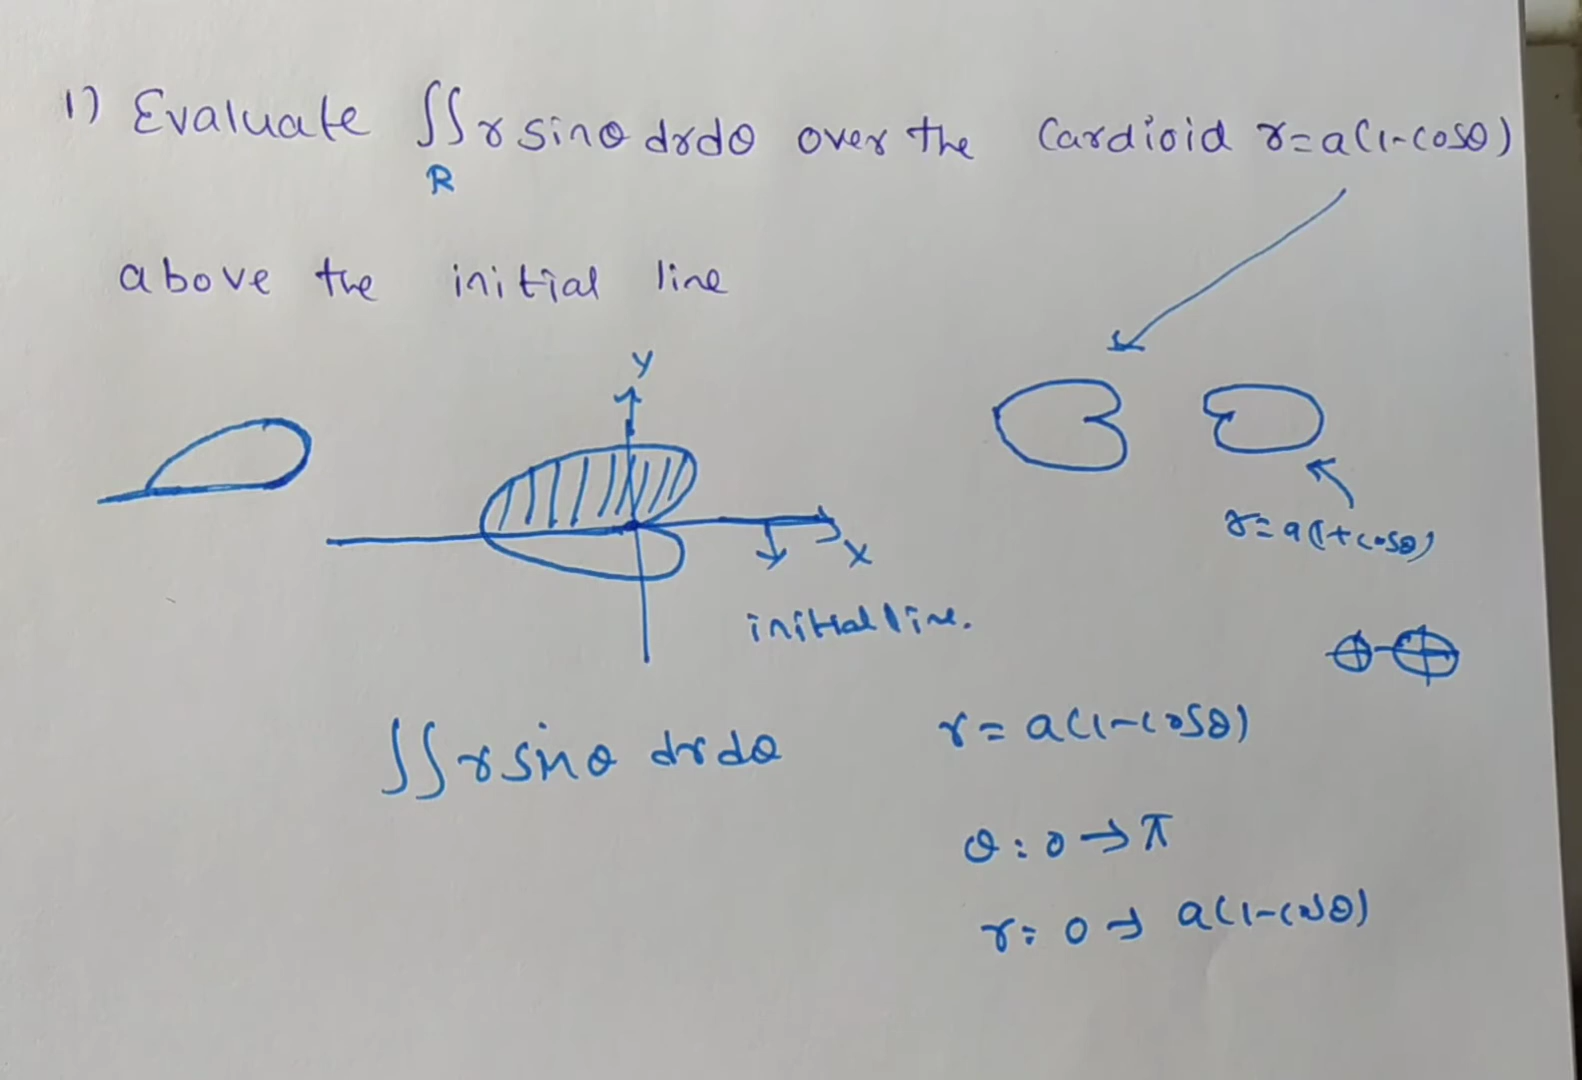 1) Evaluate ∬ r sinθ drdθ over the Cardioid r=a(1-cosθ)
R
above the initial line
y
x
r=a(1+cosθ)
initial line.
∬ r sinθ drdθ
r= a(1-cosθ)
θ: 0→π
r: 0→ a(1-cosθ)